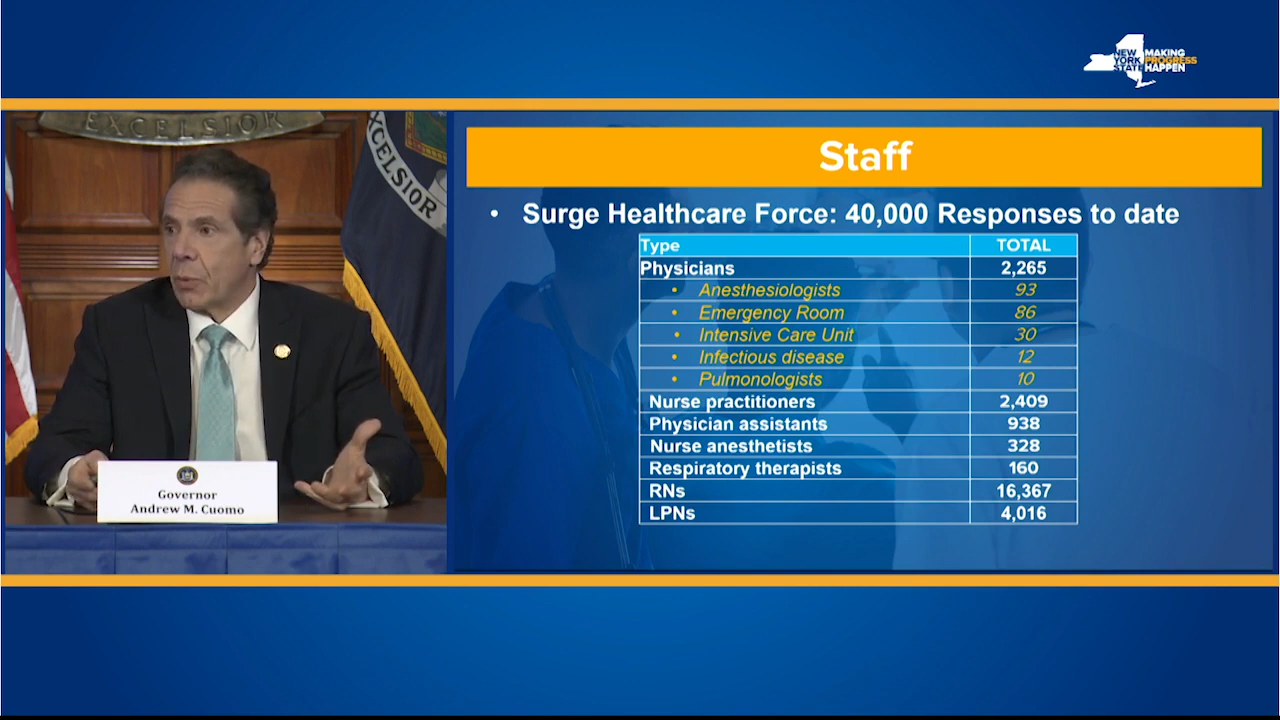 NEW
YORK
STATE
MAKING
PROGRESS
HAPPEN
EXCELSIOR
XCELSIOR
Governor
Andrew M. Cuomo
Staff
• Surge Healthcare Force: 40,000 Responses to date
Type TOTAL
Physicians 2,265
• Anesthesiologists 93
• Emergency Room 86
• Intensive Care Unit 30
• Infectious disease 12
• Pulmonologists 10
Nurse practitioners 2,409
Physician assistants 938
Nurse anesthetists 328
Respiratory therapists 160
RNs 16,367
LPNs 4,016